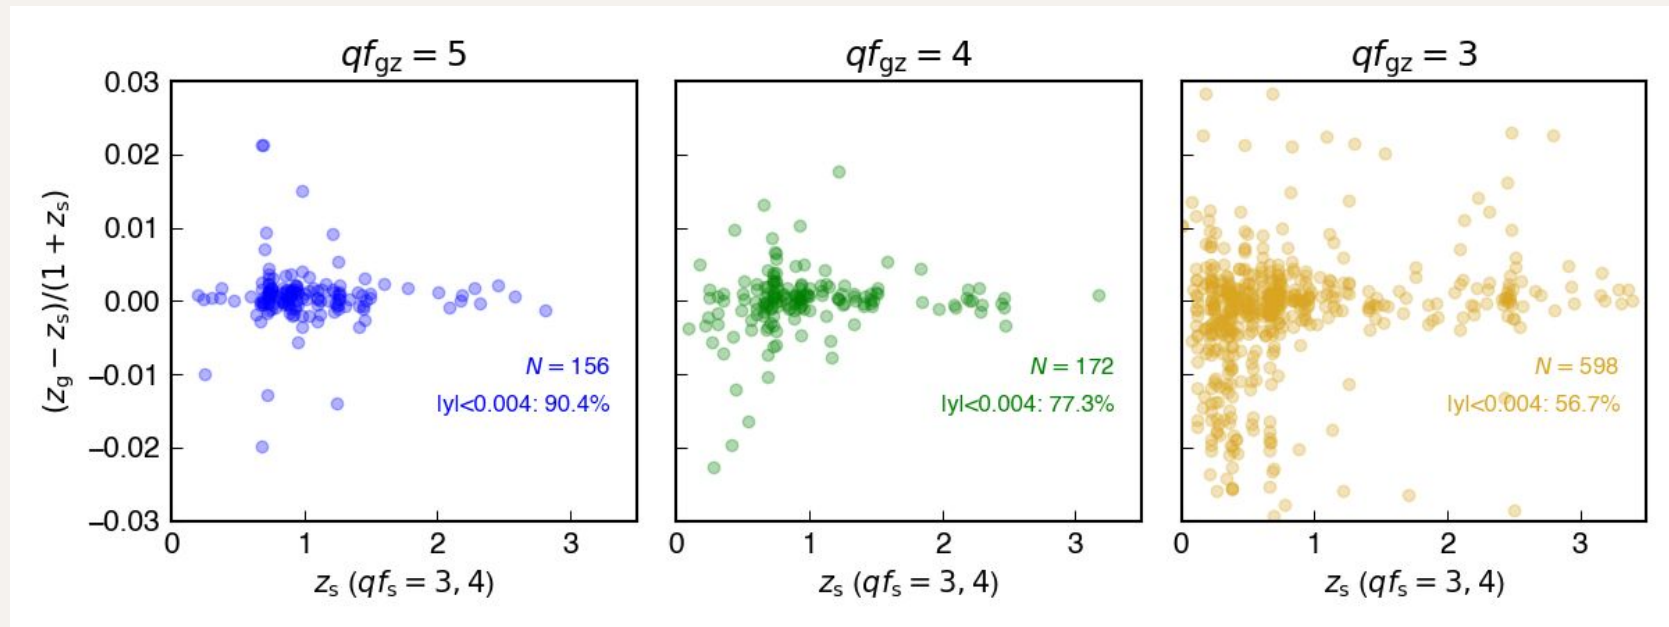 qf_gz = 5
qf_gz = 4
qf_gz = 3
(z_g − z_s)/(1 + z_s)
0.03
0.02
0.01
0.00
−0.01
−0.02
−0.03
N = 156
|y|<0.004: 90.4%
N = 172
|y|<0.004: 77.3%
N = 598
|y|<0.004: 56.7%
0 1 2 3
0 1 2 3
0 1 2 3
z_s (qf_s = 3, 4)
z_s (qf_s = 3, 4)
z_s (qf_s = 3, 4)